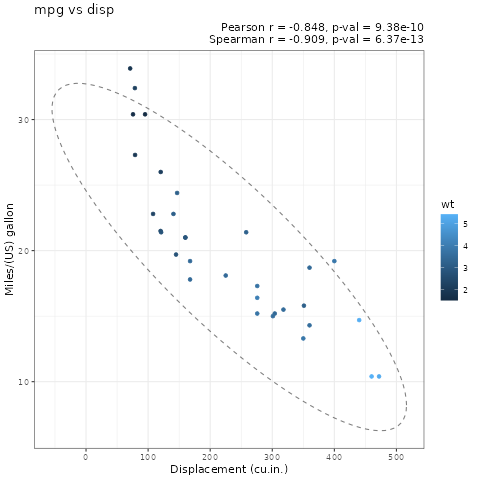 mpg vs disp
Pearson r = -0.848, p-val = 9.38e-10
Spearman r = -0.909, p-val = 6.37e-13
Miles/(US) gallon
30
20
10
0 100 200 300 400 500
Displacement (cu.in.)
wt
5
4
3
2